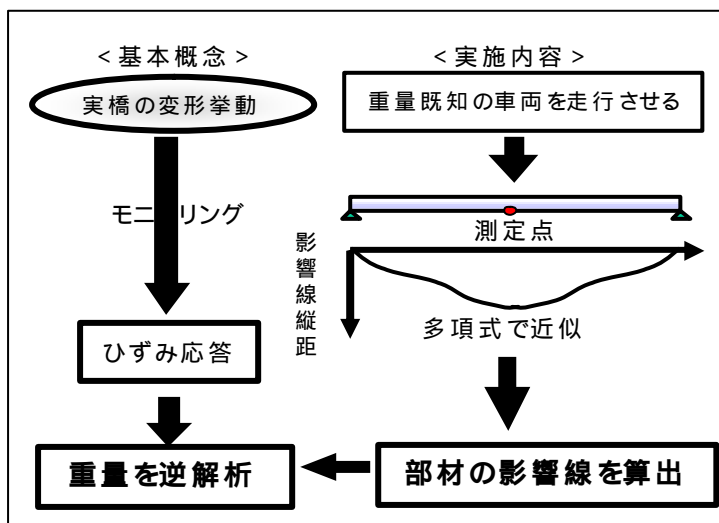 <基本概念>
実橋の変形挙動
モニタリング
ひずみ応答
重量を逆解析
<実施内容>
重量既知の車両を走行させる
測定点
影響線縦距
多項式で近似
部材の影響線を算出